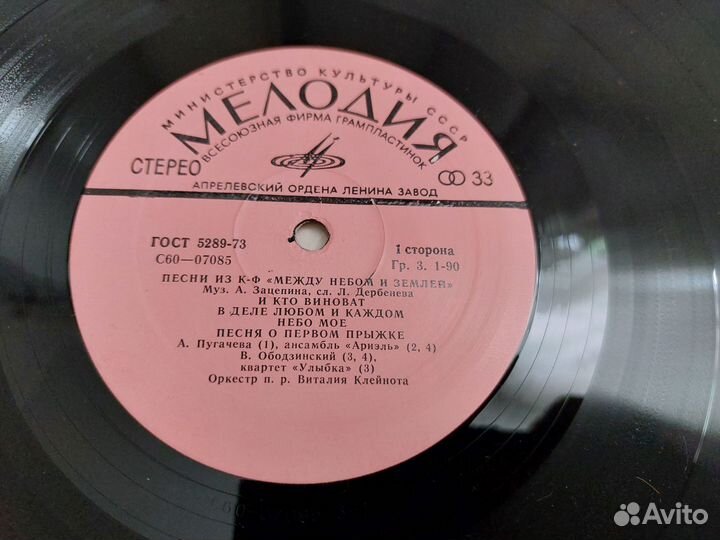 МИНИСТЕРСТВО КУЛЬТУРЫ СССР
МЕЛОДИЯ
ВСЕСОЮЗНАЯ ФИРМА ГРАМПЛАСТИНОК
СТЕРЕО
33
АПРЕЛЕВСКИЙ ОРДЕНА ЛЕНИНА ЗАВОД
ГОСТ 5289-73
1 сторона
С60—07085
Гр. 3. 1-90
ПЕСНИ ИЗ К-Ф «МЕЖДУ НЕБОМ И ЗЕМЛЕЙ»
Муз. А. Зацепина, сл. Л. Дербенева
И КТО ВИНОВАТ
В ДЕЛЕ ЛЮБОМ И КАЖДОМ
НЕБО МОЕ
ПЕСНЯ О ПЕРВОМ ПРЫЖКЕ
А. Пугачева (1), ансамбль «Ариэль» (2, 4)
В. Ободзинский (3, 4),
квартет «Улыбка» (3)
Оркестр п. р. Виталия Клейнота
Avito